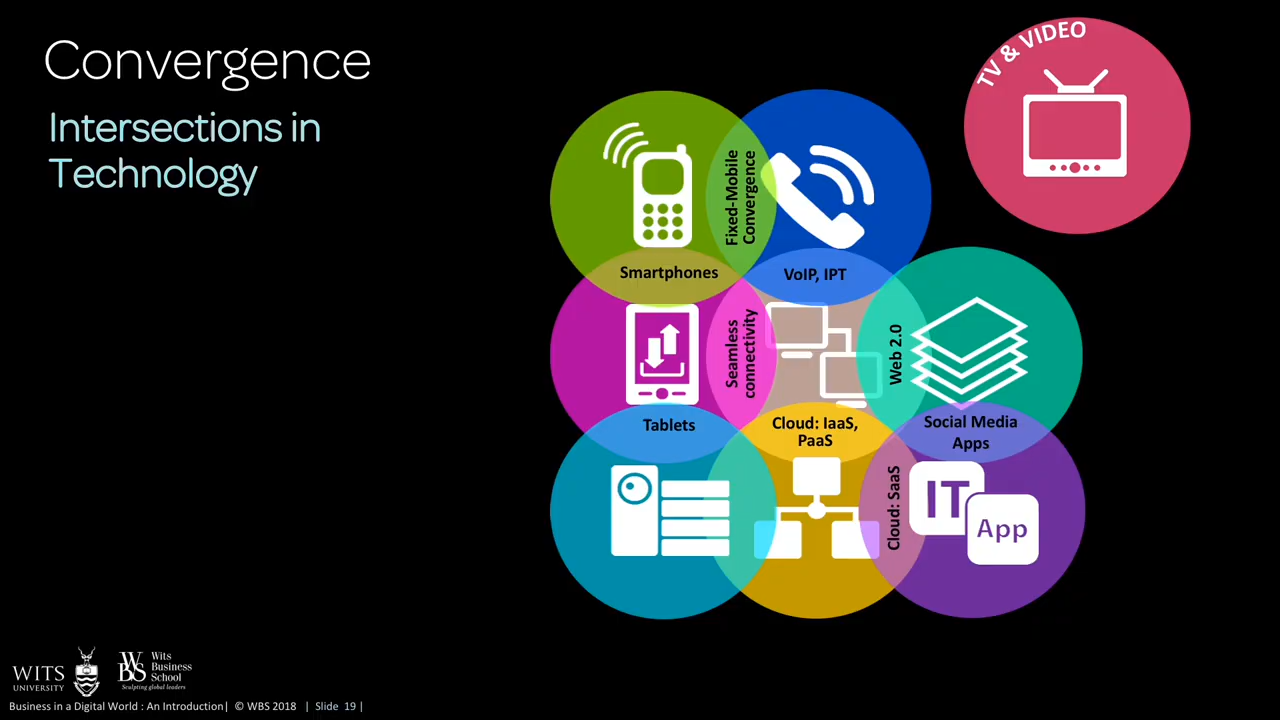 Convergence
Intersections in
Technology
TV & VIDEO
Fixed-Mobile
Convergence
Smartphones
VoIP, IPT
Seamless
connectivity
Web 2.0
Tablets
Cloud: IaaS,
PaaS
Social Media
Apps
Cloud: SaaS
IT
App
WITS
UNIVERSITY
WBS
Wits
Business
School
Sculpting global leaders
Business in a Digital World : An Introduction| © WBS 2018 | Slide 19 |